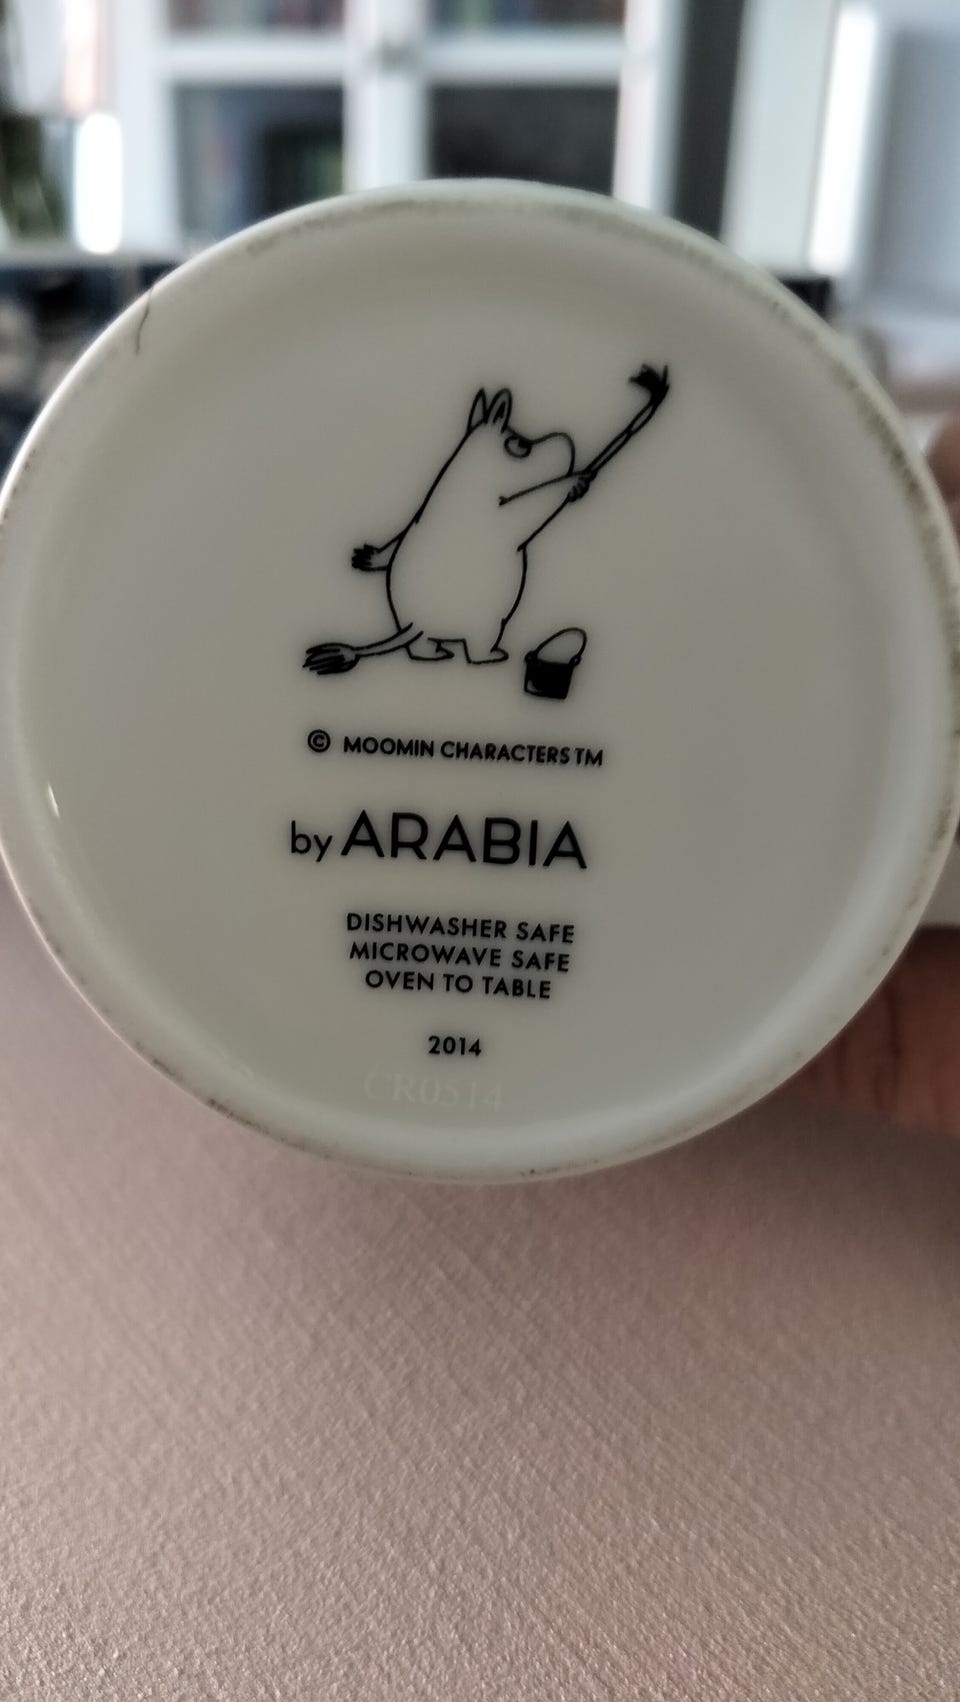 © MOOMIN CHARACTERS TM
by ARABIA
DISHWASHER SAFE
MICROWAVE SAFE
OVEN TO TABLE
2014
CR0514